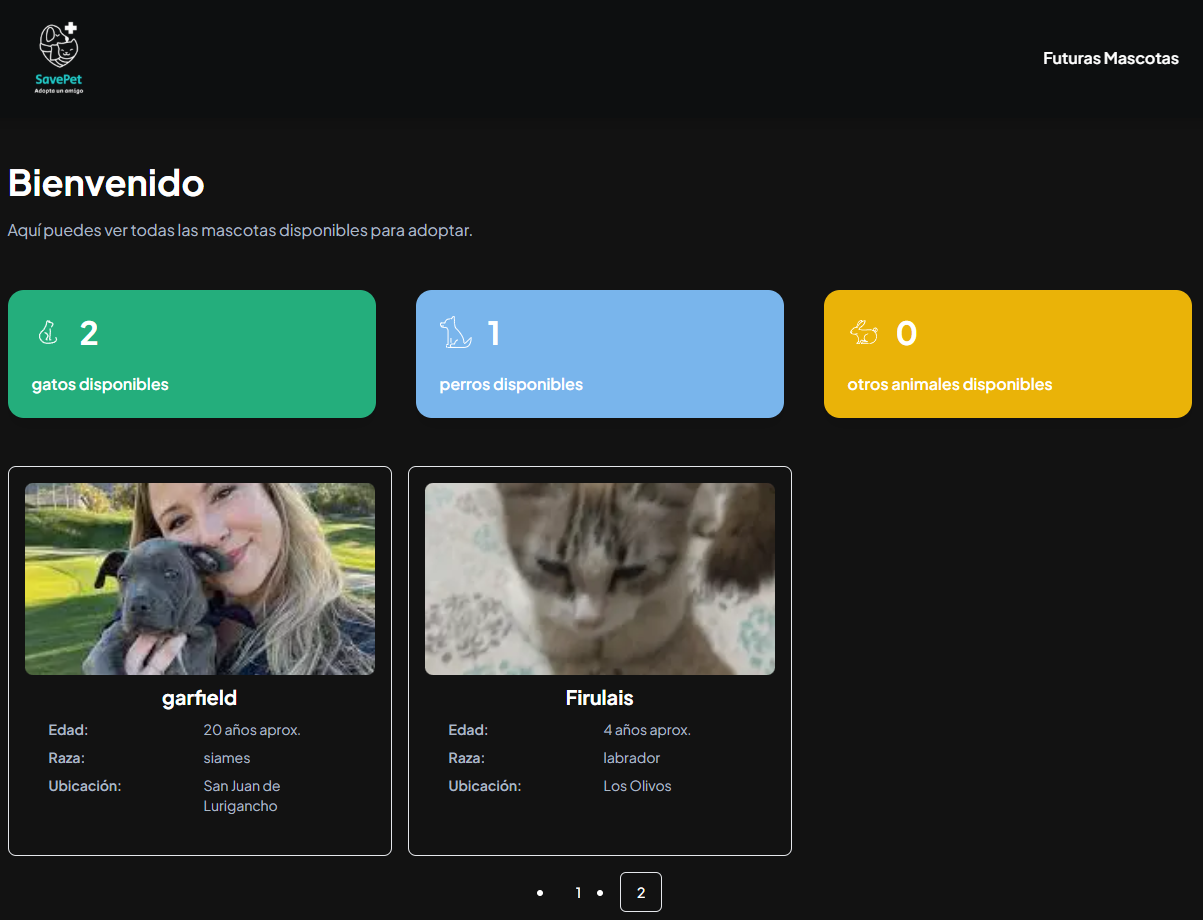 SavePet
Adopta un amigo
Futuras Mascotas
Bienvenido
Aquí puedes ver todas las mascotas disponibles para adoptar.
2
gatos disponibles
1
perros disponibles
0
otros animales disponibles
garfield
Edad: 20 años aprox.
Raza: siames
Ubicación: San Juan de
Lurigancho
Firulais
Edad: 4 años aprox.
Raza: labrador
Ubicación: Los Olivos
• 1 • 2